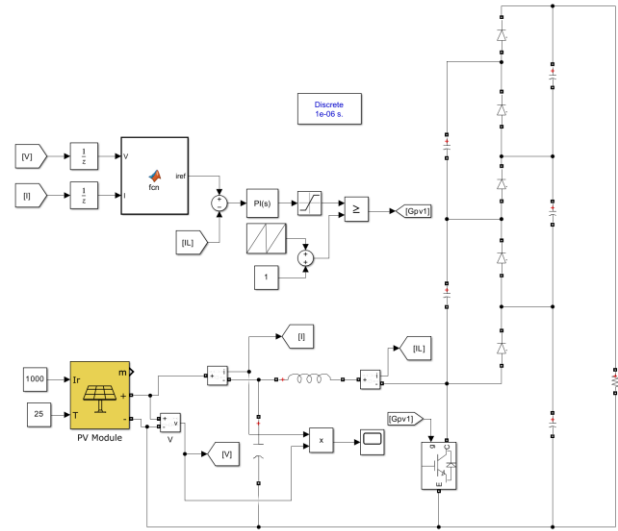 Discrete
1e-06 s.
[V]
1
z
V
[I]
1
z
I
fcn
iref
+
−
PI(s)
≥
[Gpv1]
[IL]
+
+
1
[I]
[IL]
1000
Ir
m
+
25
T
-
PV Module
+
-
i
+
-
v
V
+
-
i
[V]
x
[Gpv1]
g
C
E